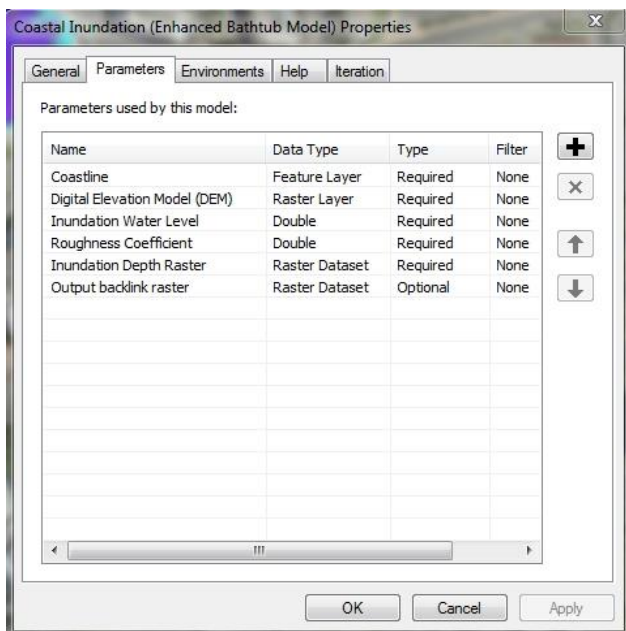 Coastal Inundation (Enhanced Bathtub Model) Properties
General Parameters Environments Help Iteration
Parameters used by this model:
Name Data Type Type Filter
Coastline Feature Layer Required None
Digital Elevation Model (DEM) Raster Layer Required None
Inundation Water Level Double Required None
Roughness Coefficient Double Required None
Inundation Depth Raster Raster Dataset Required None
Output backlink raster Raster Dataset Optional None
OK Cancel Apply